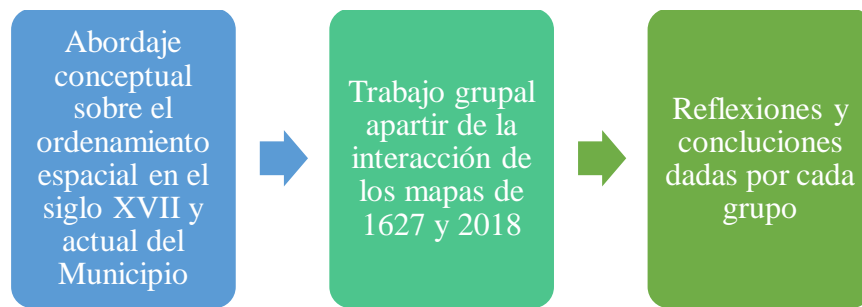 Abordaje
conceptual
sobre el
ordenamiento
espacial en el
siglo XVII y
actual del
Municipio
Trabajo grupal
apartir de la
interacción de
los mapas de
1627 y 2018
Reflexiones y
concluciones
dadas por cada
grupo